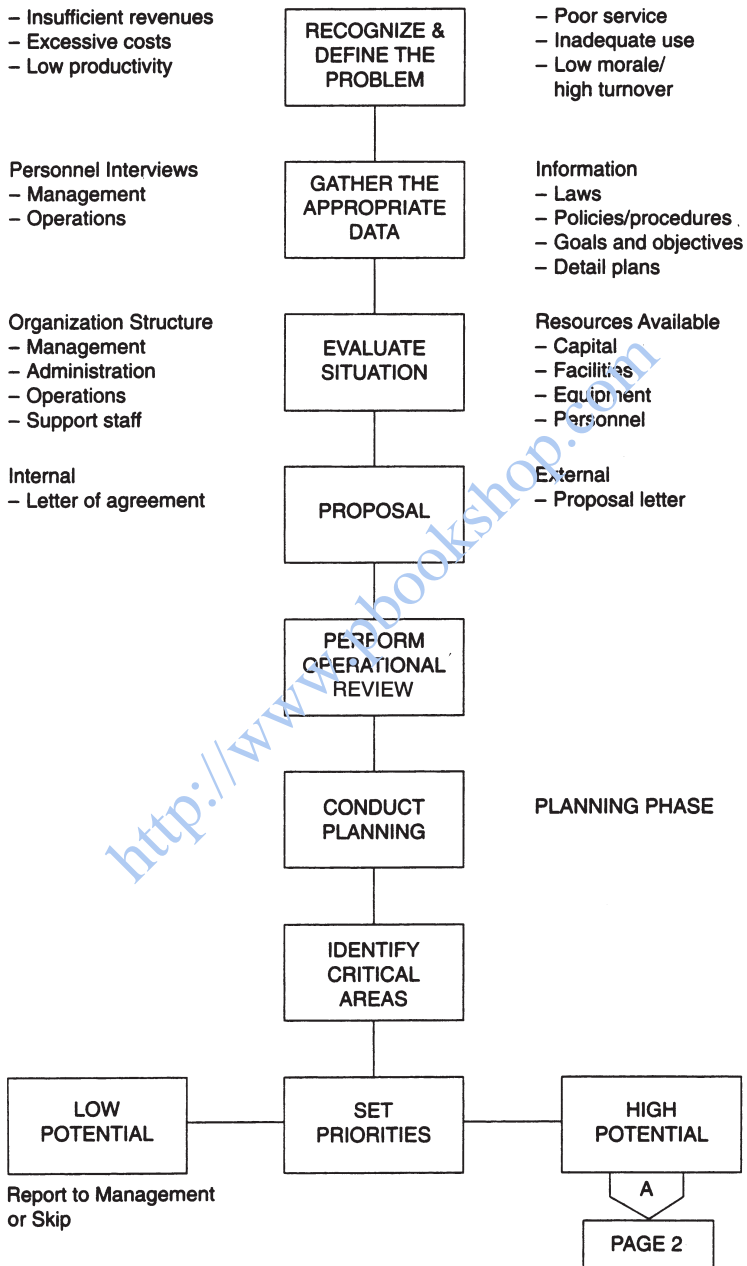 – Insufficient revenues
– Excessive costs
– Low productivity
RECOGNIZE &
DEFINE THE
PROBLEM
– Poor service
– Inadequate use
– Low morale/
high turnover
Personnel Interviews
– Management
– Operations
GATHER THE
APPROPRIATE
DATA
Information
– Laws
– Policies/procedures
– Goals and objectives
– Detail plans
Organization Structure
– Management
– Administration
– Operations
– Support staff
EVALUATE
SITUATION
Resources Available
– Capital
– Facilities
– Equipment
– Personnel
Internal
– Letter of agreement
PROPOSAL
External
– Proposal letter
PERFORM
OPERATIONAL
REVIEW
CONDUCT
PLANNING
PLANNING PHASE
IDENTIFY
CRITICAL
AREAS
LOW
POTENTIAL
SET
PRIORITIES
HIGH
POTENTIAL
Report to Management
or Skip
A
PAGE 2
http://www.pbookshop.com